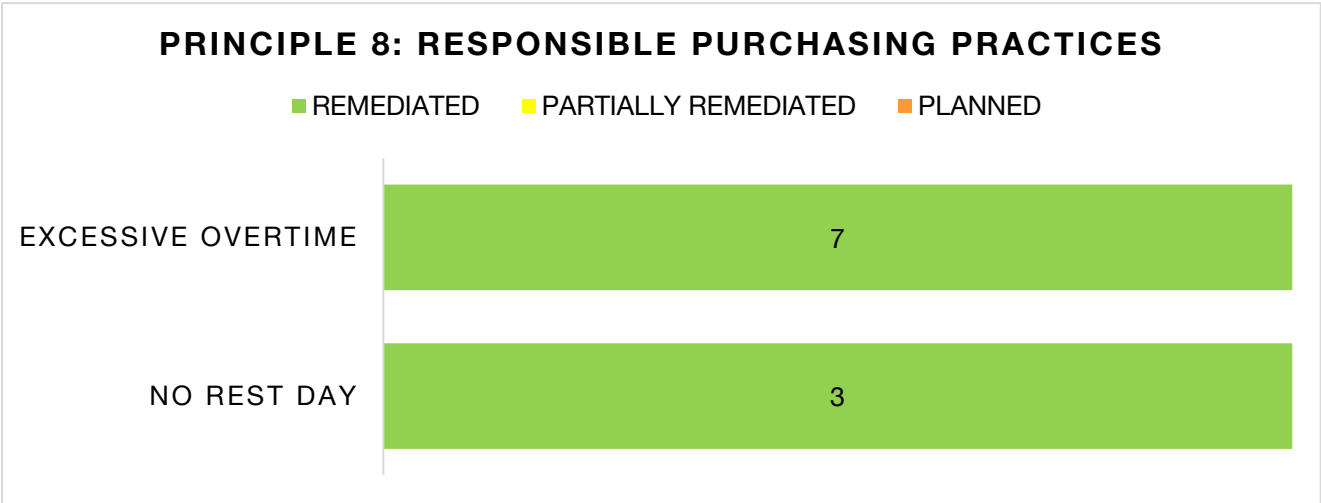 PRINCIPLE 8: RESPONSIBLE PURCHASING PRACTICES
REMEDIATED PARTIALLY REMEDIATED PLANNED
EXCESSIVE OVERTIME 7
NO REST DAY 3